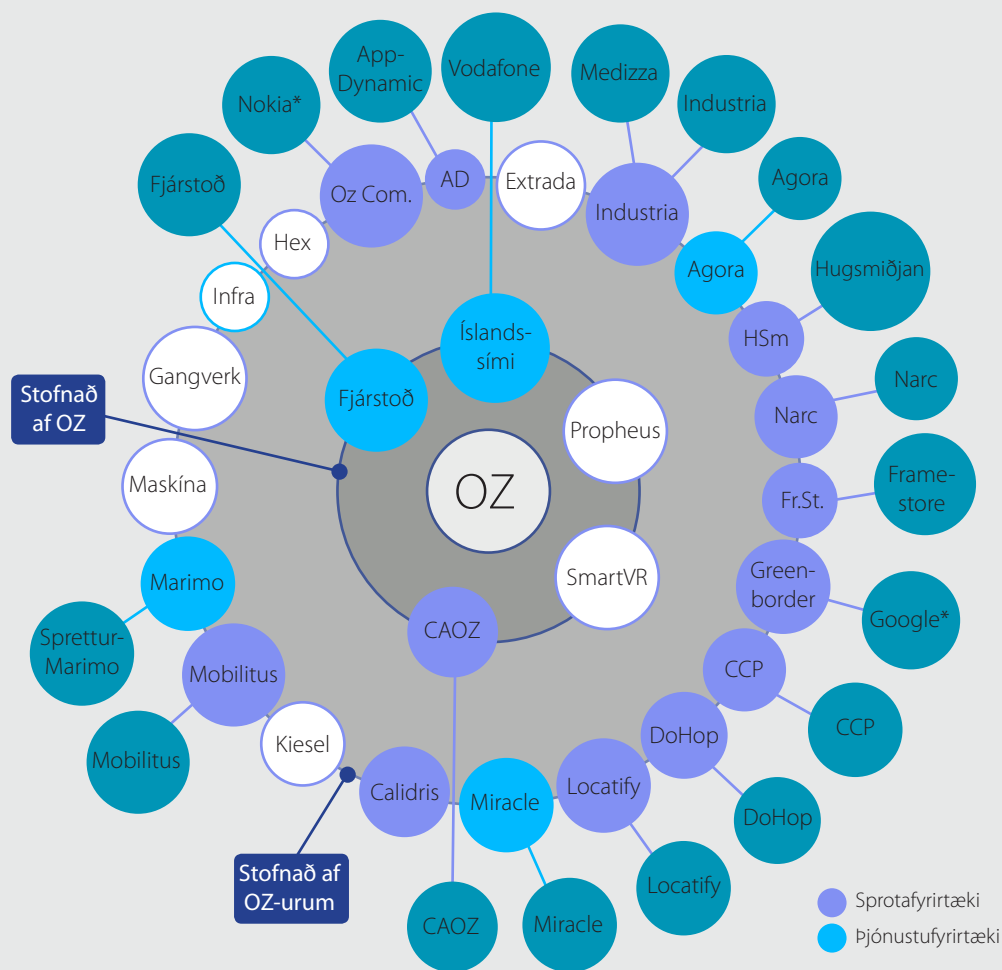 App-
Dynamic
Vodafone
Medizza
Nokia*
Industria
Fjárstoð
Oz Com.
AD
Extrada
Industria
Agora
Hex
Agora
Hugsmiðjan
Infra
HSm
Íslands-
sími
Gangverk
Narc
Narc
Stofnað
af OZ
Fjárstoð
Propheus
Maskína
OZ
Fr.St.
Frame-
store
Marimo
SmartVR
Green-
border
Google*
Sprettur-
Marimo
CAOZ
Mobilitus
CCP
CCP
Mobilitus
Kiesel
DoHop
Calidris
Miracle
Locatify
DoHop
Stofnað af
OZ-urum
CAOZ
Miracle
Locatify
Sprotafyrirtæki
Þjónustufyrirtæki